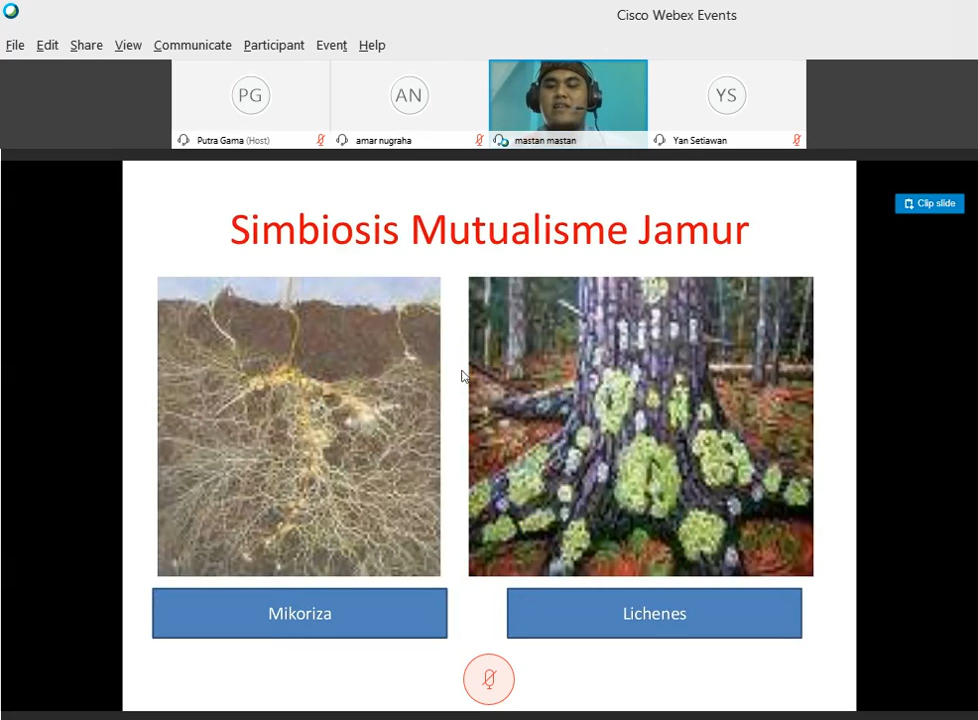 Cisco Webex Events
File Edit Share View Communicate Participant Event Help
PG AN YS
Putra Gama (Host) amar nugraha mastan mastan Yan Setiawan
Clip slide
Simbiosis Mutualisme Jamur
Mikoriza Lichenes